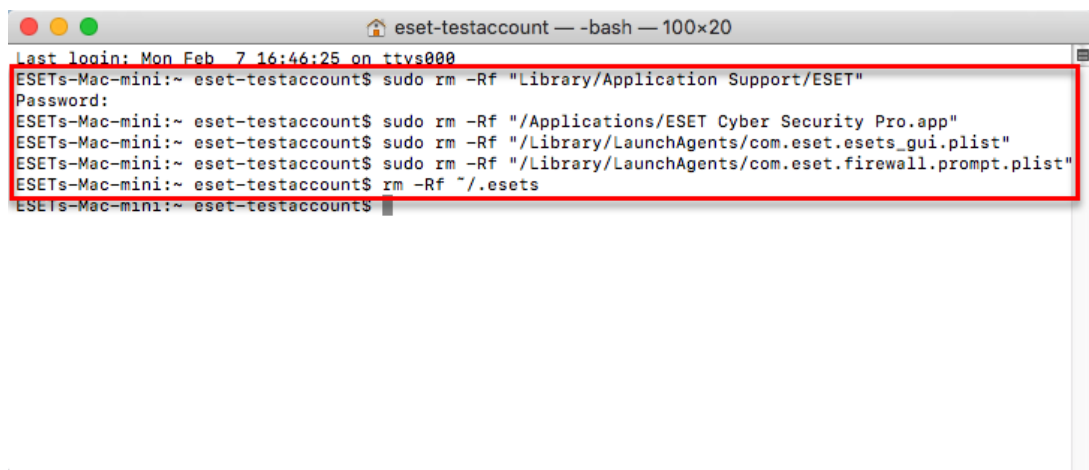 eset-testaccount — -bash — 100×20
Last login: Mon Feb  7 16:46:25 on ttys000
ESETs-Mac-mini:~ eset-testaccount$ sudo rm -Rf "Library/Application Support/ESET"
Password:
ESETs-Mac-mini:~ eset-testaccount$ sudo rm -Rf "/Applications/ESET Cyber Security Pro.app"
ESETs-Mac-mini:~ eset-testaccount$ sudo rm -Rf "/Library/LaunchAgents/com.eset.esets_gui.plist"
ESETs-Mac-mini:~ eset-testaccount$ sudo rm -Rf "/Library/LaunchAgents/com.eset.firewall.prompt.plist"
ESETs-Mac-mini:~ eset-testaccount$ rm -Rf ~/.esets
ESETs-Mac-mini:~ eset-testaccount$